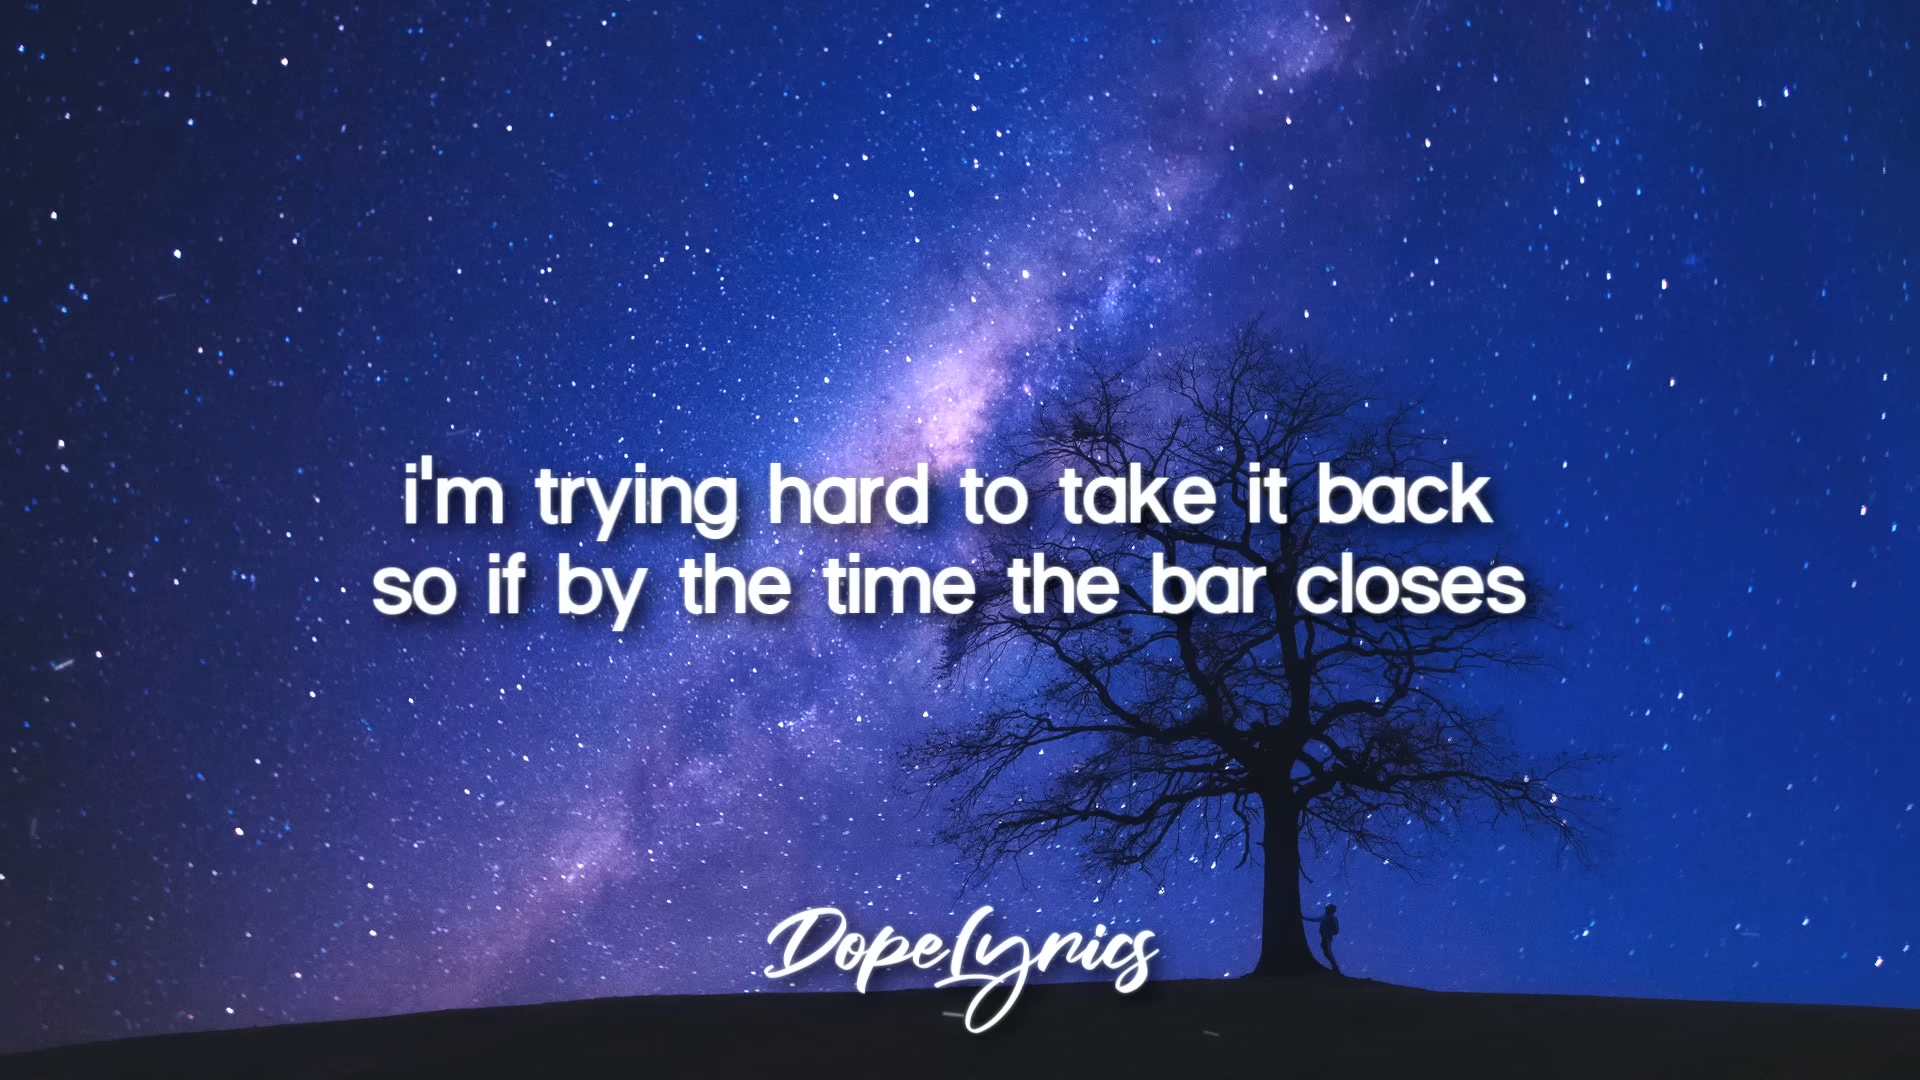 i'm trying hard to take it back
so if by the time the bar closes
DopeLyrics